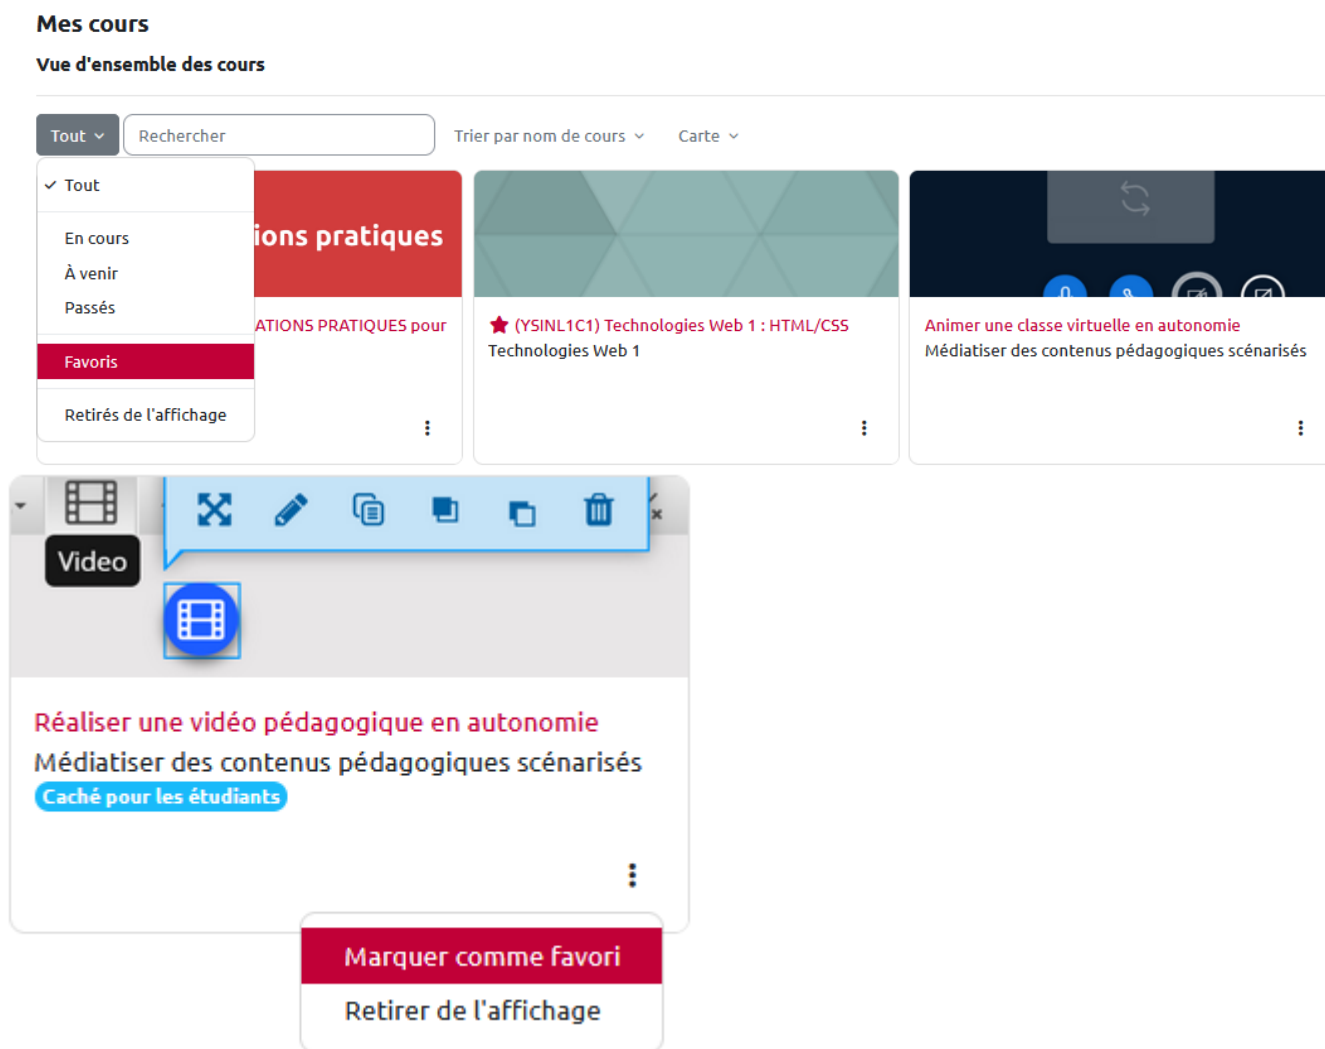 Mes cours
Vue d'ensemble des cours
Tout
Rechercher
Trier par nom de cours
Carte
Tout
En cours
À venir
Passés
Favoris
Retirés de l'affichage
ions pratiques
ATIONS PRATIQUES pour
(YSINL1C1) Technologies Web 1 : HTML/CSS
Technologies Web 1
Animer une classe virtuelle en autonomie
Médiatiser des contenus pédagogiques scénarisés
Video
Réaliser une vidéo pédagogique en autonomie
Médiatiser des contenus pédagogiques scénarisés
Caché pour les étudiants
Marquer comme favori
Retirer de l'affichage